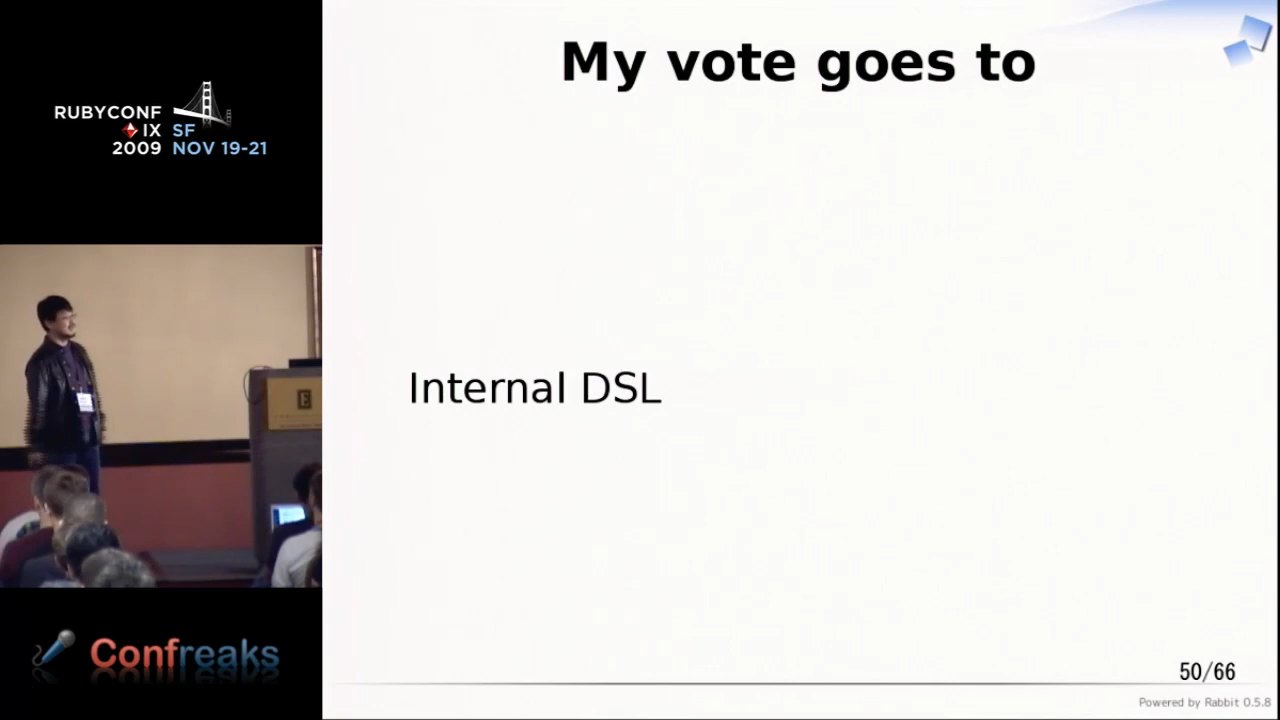 RUBYCONF
IX SF
2009 NOV 19-21
My vote goes to
Internal DSL
E
Confreaks
50/66
Powered by Rabbit 0.5.8